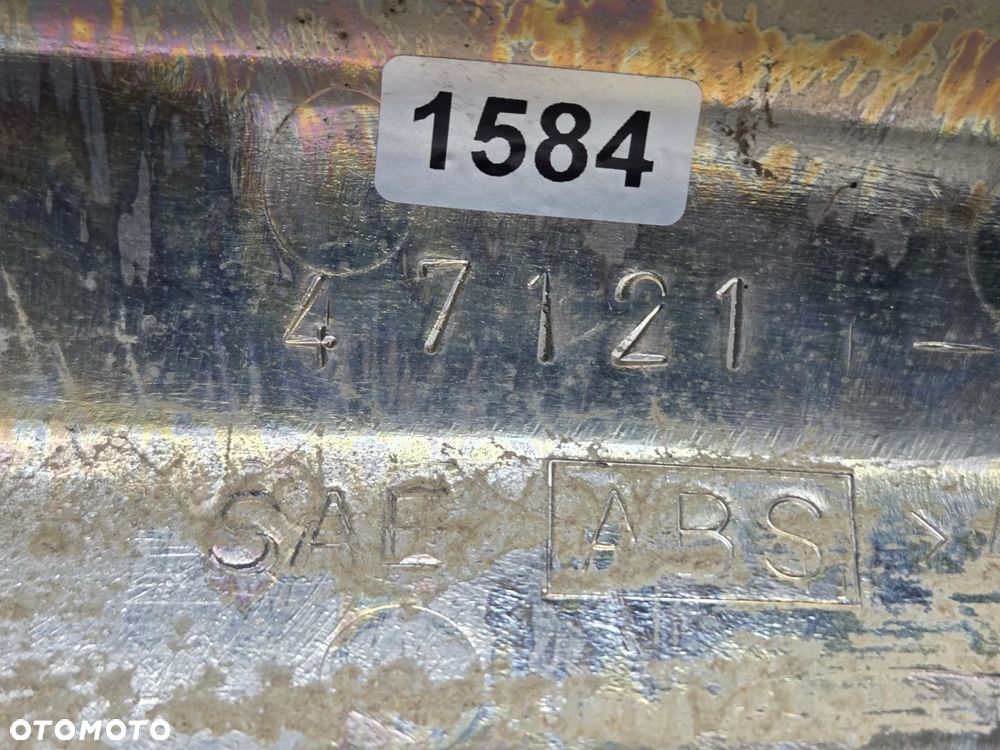 1584
47121 -
SAE ABS >
OTOMOTO